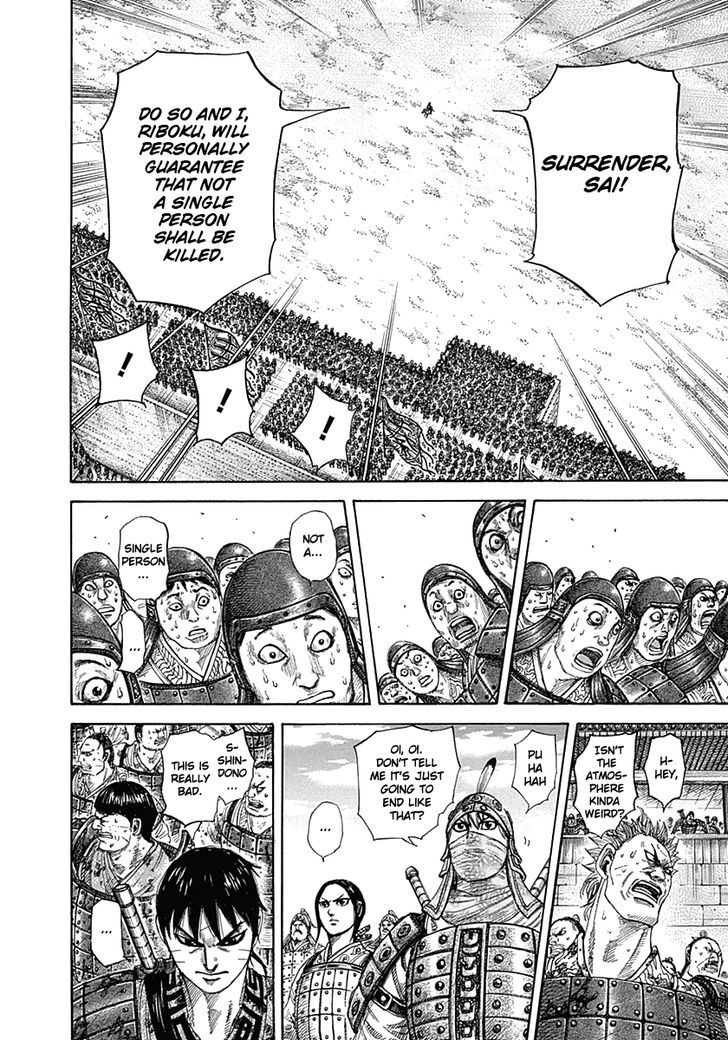 SURRENDER,
SAI!
DO SO AND I,
RIBOKU, WILL
PERSONALLY
GUARANTEE
THAT NOT
A SINGLE
PERSON
SHALL BE
KILLED.
!
!
!
NOT
A...
SINGLE
PERSON
...
...
H-
HEY,
ISN'T
THE
ATMOS-
PHERE
KINDA
WEIRD?
PU
HA
HAH
OI, OI.
DON'T TELL
ME IT'S JUST
GOING TO
END LIKE
THAT?
...
S-
SHIN-
DONO
...
THIS IS
REALLY
BAD.
...